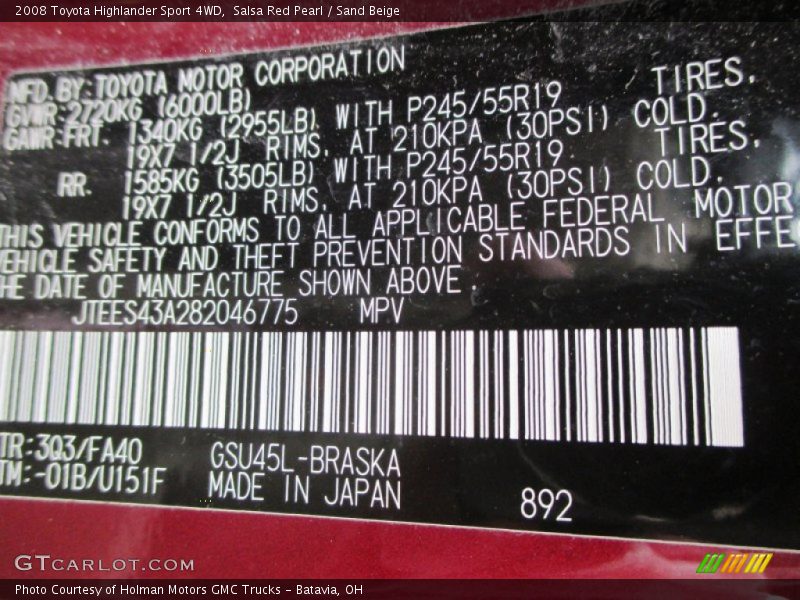 2008 Toyota Highlander Sport 4WD, Salsa Red Pearl / Sand Beige
MFD.BY:TOYOTA MOTOR CORPORATION
GVWR:2720KG (6000LB)
GAWR:FRT. 1340KG (2955LB) WITH P245/55R19 TIRES.
19X7 1/2J RIMS, AT 210KPA (30PSI) COLD.
RR. 1585KG (3505LB) WITH P245/55R19 TIRES.
19X7 1/2J RIMS, AT 210KPA (30PSI) COLD.
THIS VEHICLE CONFORMS TO ALL APPLICABLE FEDERAL MOTOR
VEHICLE SAFETY AND THEFT PREVENTION STANDARDS IN EFFE
HE DATE OF MANUFACTURE SHOWN ABOVE.
JTEES43A282046775 MPV
TR:3Q3/FA40 GSU45L-BRASKA
TM:-01B/U151F MADE IN JAPAN
892
GTCARLOT.COM
Photo Courtesy of Holman Motors GMC Trucks - Batavia, OH